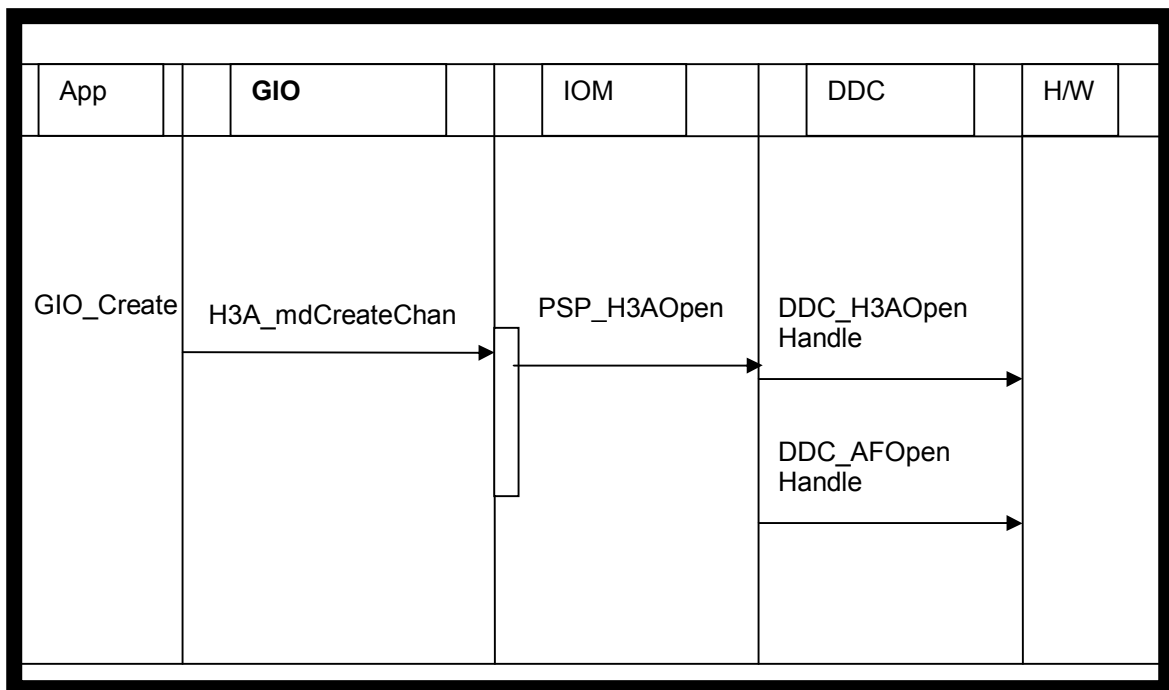 App
GIO
IOM
DDC
H/W
GIO_Create
H3A_mdCreateChan
PSP_H3AOpen
DDC_H3AOpen
Handle
DDC_AFOpen
Handle